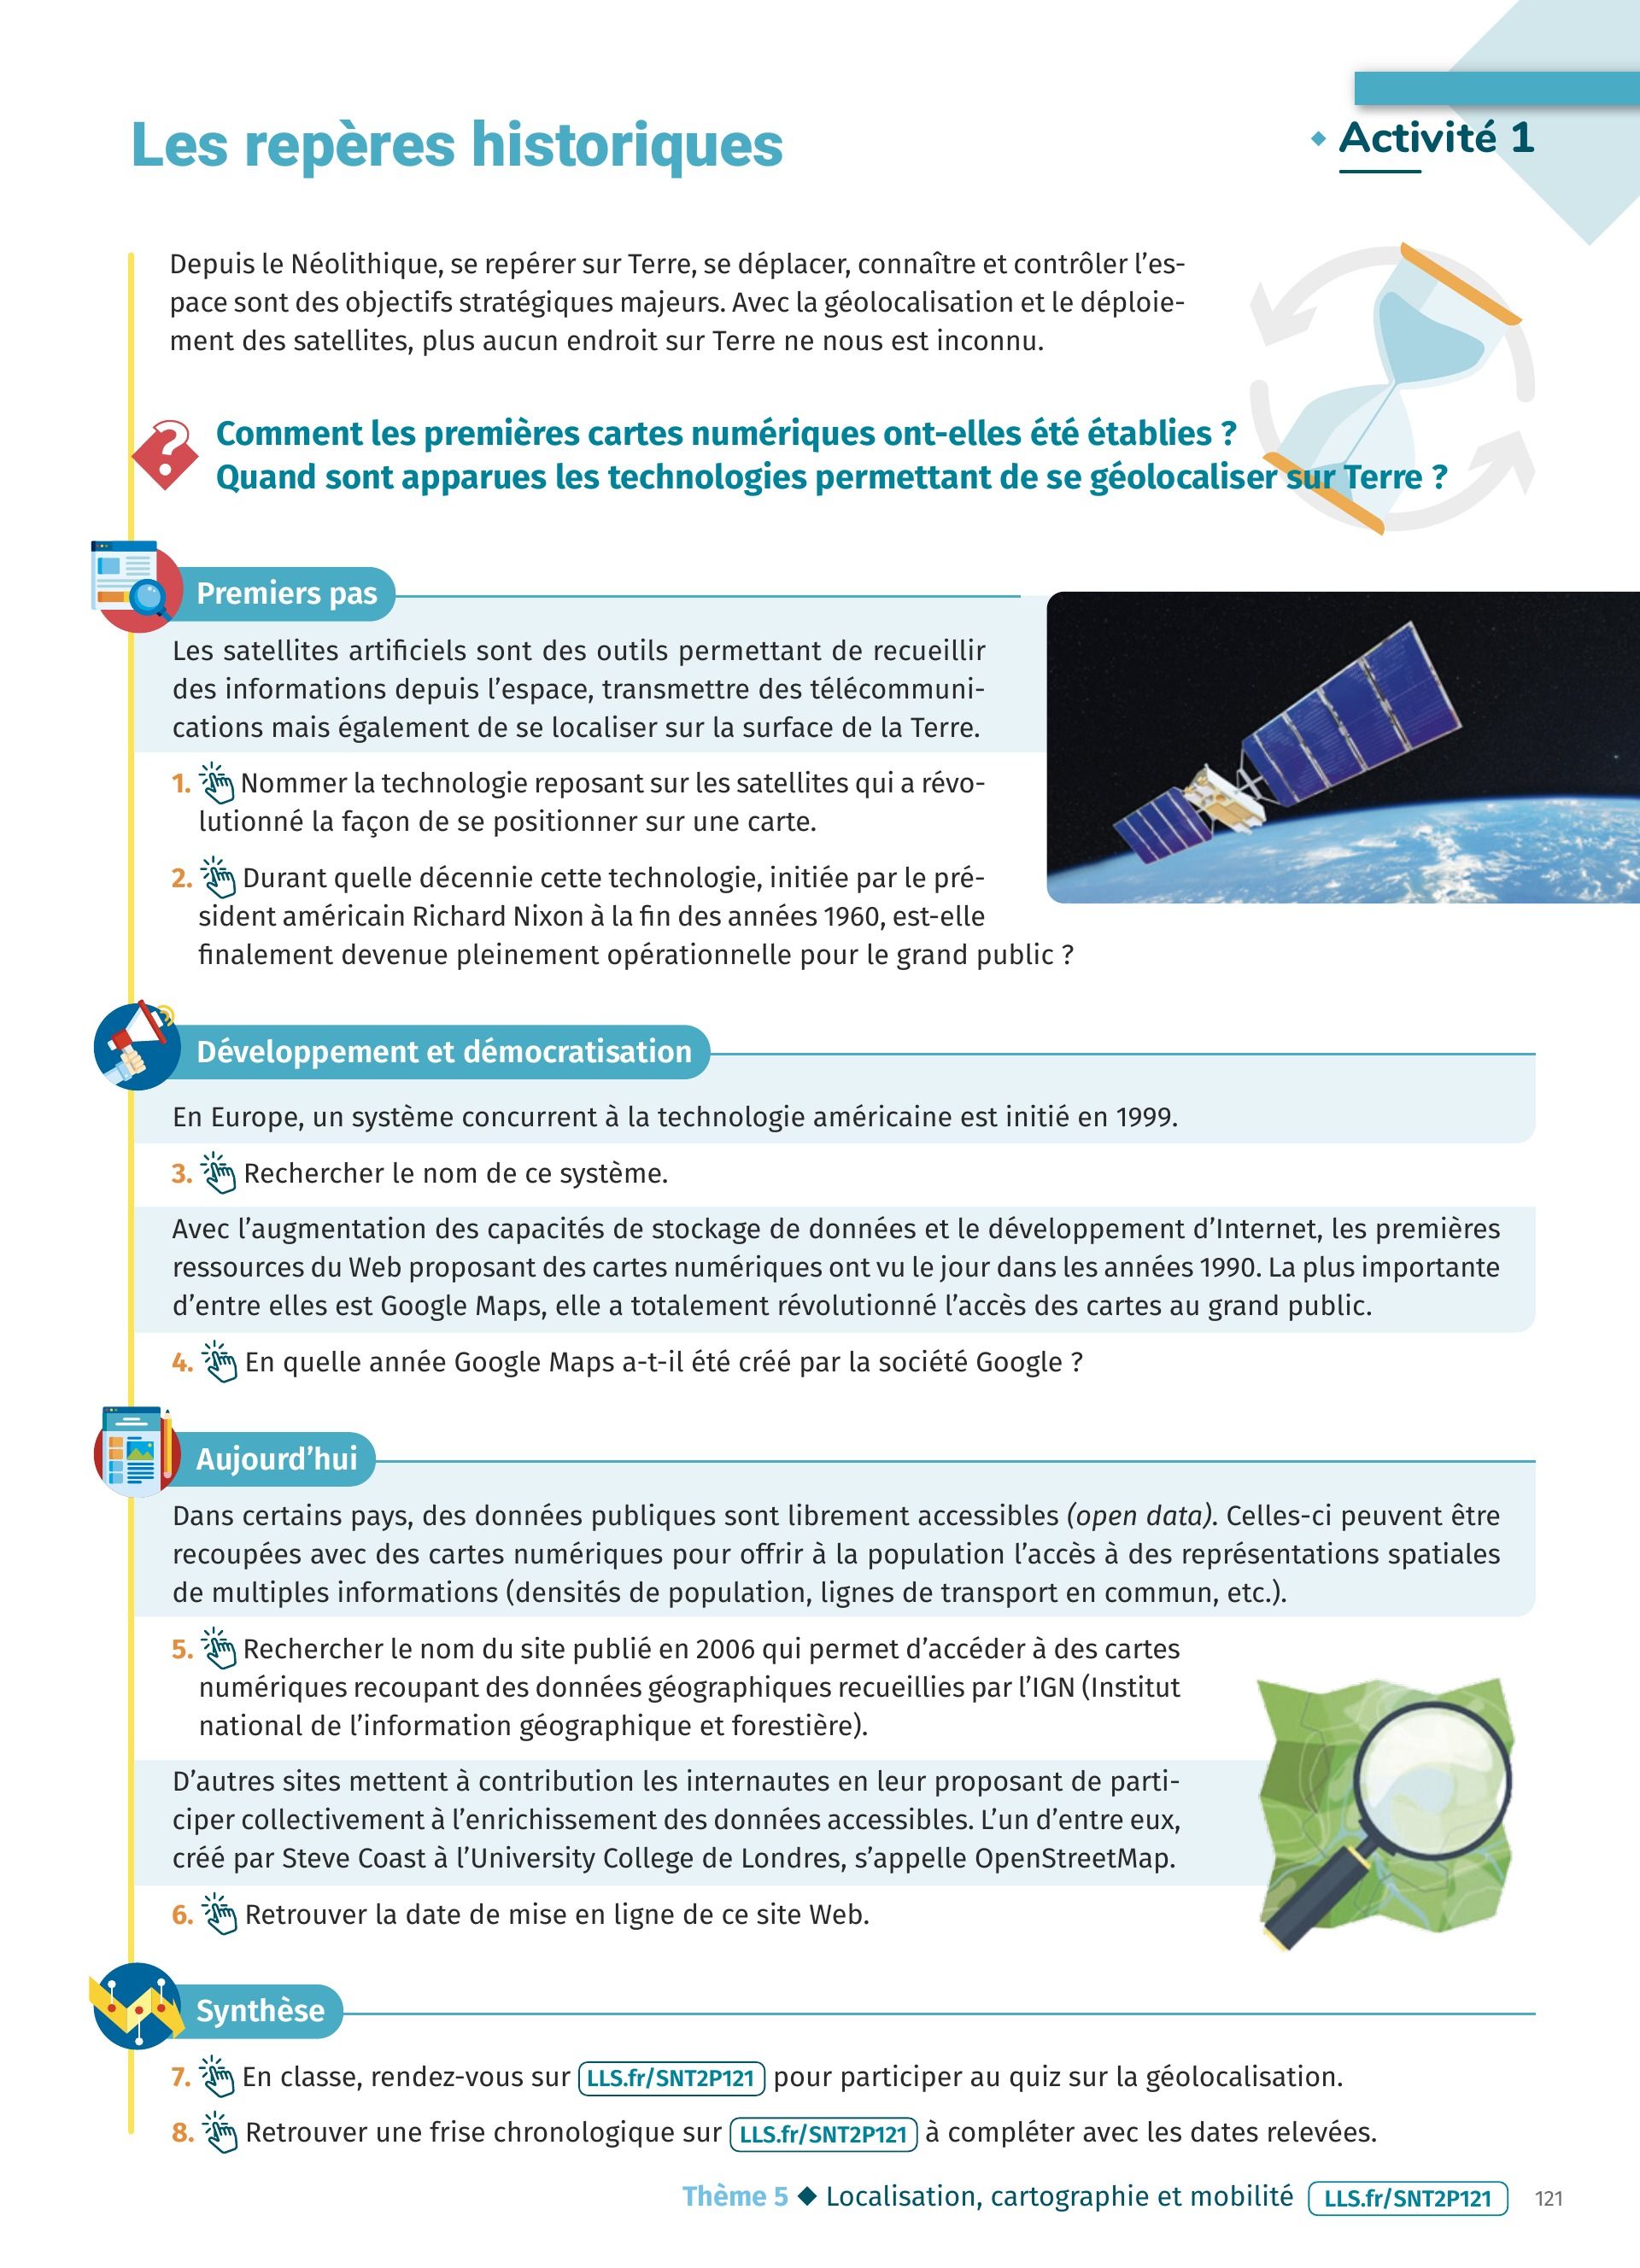 Les repères historiques
Activité 1
Depuis le Néolithique, se repérer sur Terre, se déplacer, connaître et contrôler l'es-
pace sont des objectifs stratégiques majeurs. Avec la géolocalisation et le déploie-
ment des satellites, plus aucun endroit sur Terre ne nous est inconnu.
?
Comment les premières cartes numériques ont-elles été établies ?
Quand sont apparues les technologies permettant de se géolocaliser sur Terre ?
Premiers pas
Les satellites artificiels sont des outils permettant de recueillir
des informations depuis l'espace, transmettre des télécommuni-
cations mais également de se localiser sur la surface de la Terre.
1. Nommer la technologie reposant sur les satellites qui a révo-
lutionné la façon de se positionner sur une carte.
2. Durant quelle décennie cette technologie, initiée par le pré-
sident américain Richard Nixon à la fin des années 1960, est-elle
finalement devenue pleinement opérationnelle pour le grand public ?
Développement et démocratisation
En Europe, un système concurrent à la technologie américaine est initié en 1999.
3. Rechercher le nom de ce système.
Avec l'augmentation des capacités de stockage de données et le développement d'Internet, les premières
ressources du Web proposant des cartes numériques ont vu le jour dans les années 1990. La plus importante
d'entre elles est Google Maps, elle a totalement révolutionné l'accès des cartes au grand public.
4. En quelle année Google Maps a-t-il été créé par la société Google ?
Aujourd'hui
Dans certains pays, des données publiques sont librement accessibles (open data). Celles-ci peuvent être
recoupées avec des cartes numériques pour offrir à la population l'accès à des représentations spatiales
de multiples informations (densités de population, lignes de transport en commun, etc.).
5. Rechercher le nom du site publié en 2006 qui permet d'accéder à des cartes
numériques recoupant des données géographiques recueillies par l'IGN (Institut
national de l'information géographique et forestière).
D'autres sites mettent à contribution les internautes en leur proposant de parti-
ciper collectivement à l'enrichissement des données accessibles. L'un d'entre eux,
créé par Steve Coast à l'University College de Londres, s'appelle OpenStreetMap.
6. Retrouver la date de mise en ligne de ce site Web.
Synthèse
7. En classe, rendez-vous sur LLS.fr/SNT2P121 pour participer au quiz sur la géolocalisation.
8. Retrouver une frise chronologique sur LLS.fr/SNT2P121 à compléter avec les dates relevées.
Thème 5 ◆ Localisation, cartographie et mobilité LLS.fr/SNT2P121 121